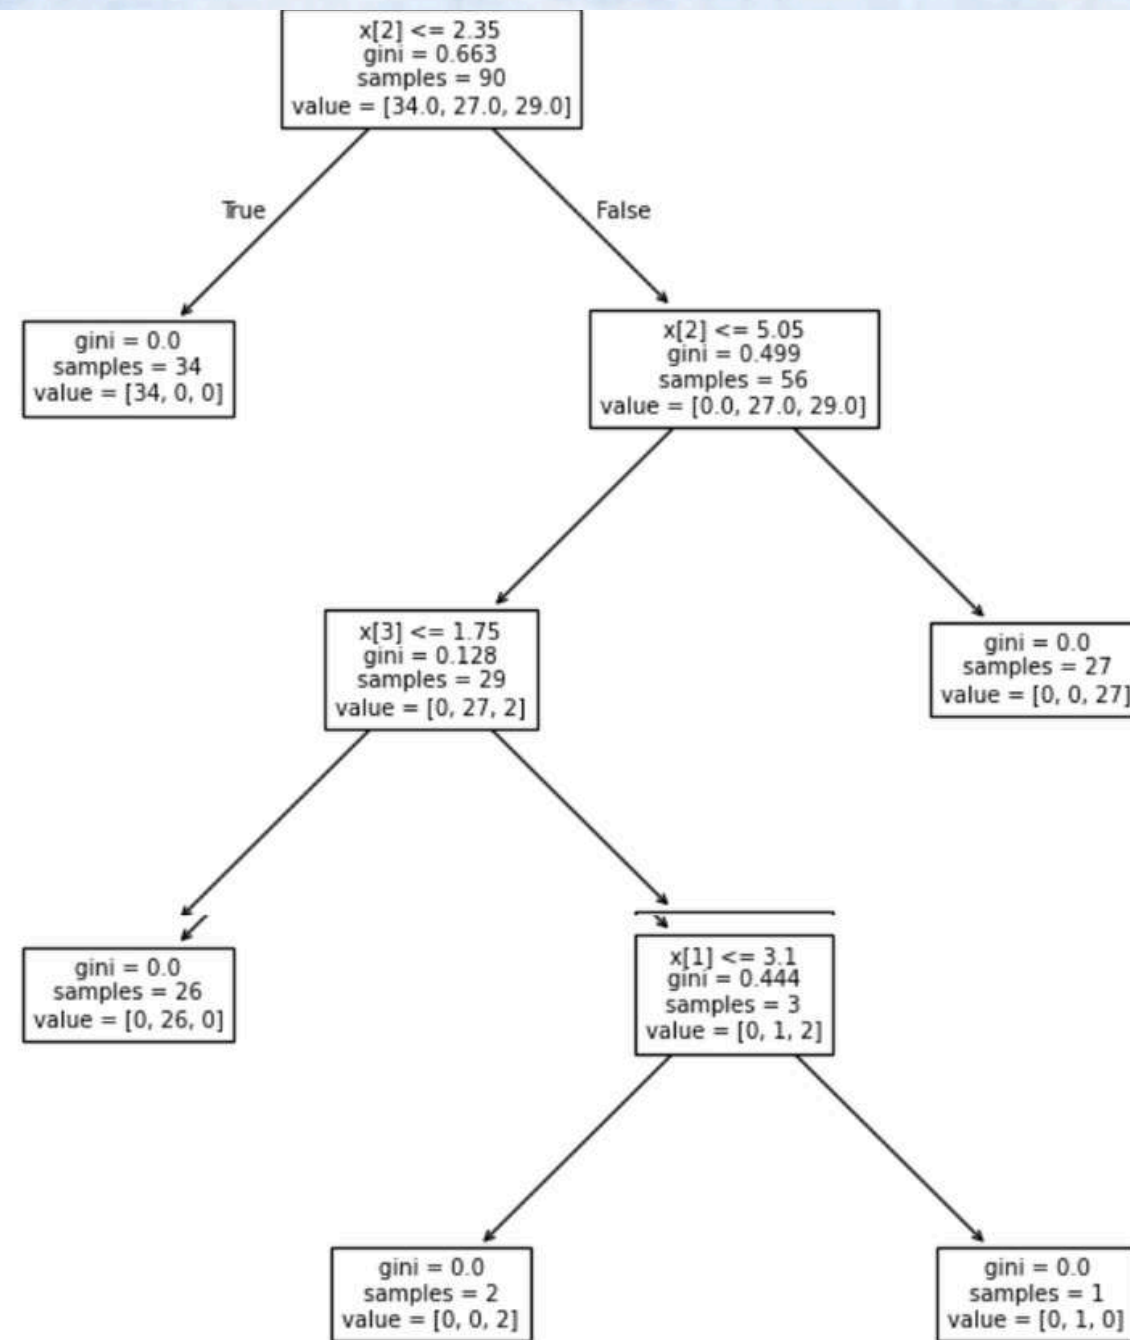 x[2] <= 2.35
gini = 0.663
samples = 90
value = [34.0, 27.0, 29.0]
True
False
gini = 0.0
samples = 34
value = [34, 0, 0]
x[2] <= 5.05
gini = 0.499
samples = 56
value = [0.0, 27.0, 29.0]
x[3] <= 1.75
gini = 0.128
samples = 29
value = [0, 27, 2]
gini = 0.0
samples = 27
value = [0, 0, 27]
gini = 0.0
samples = 26
value = [0, 26, 0]
x[1] <= 3.1
gini = 0.444
samples = 3
value = [0, 1, 2]
gini = 0.0
samples = 2
value = [0, 0, 2]
gini = 0.0
samples = 1
value = [0, 1, 0]